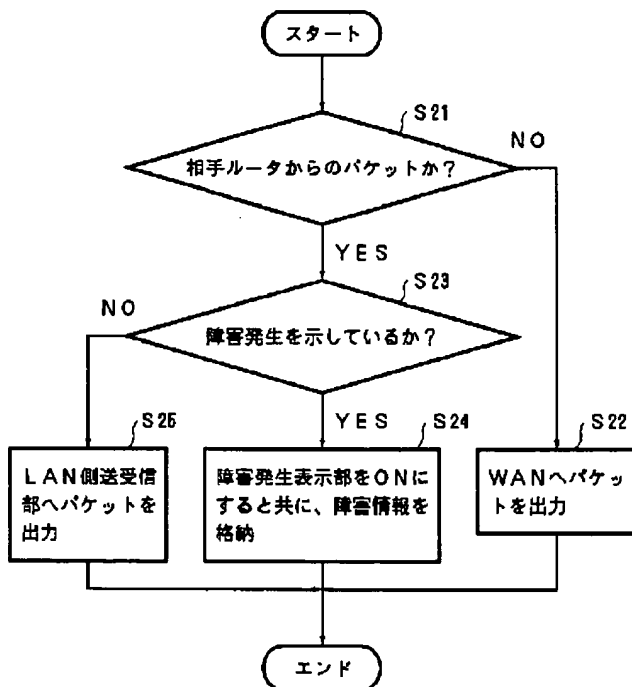 スタート
S21
NO
相手ルータからのパケットか?
YES
S23
NO
障害発生を示しているか?
YES
S25
LAN側送受信
部へパケットを
出力
S24
障害発生表示部をONに
すると共に、障害情報を
格納
S22
WANへパケッ
トを出力
エンド